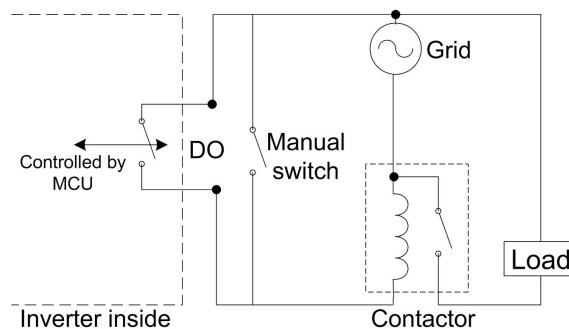 Grid
DO
Manual
switch
Controlled by
MCU
Load
Inverter inside
Contactor